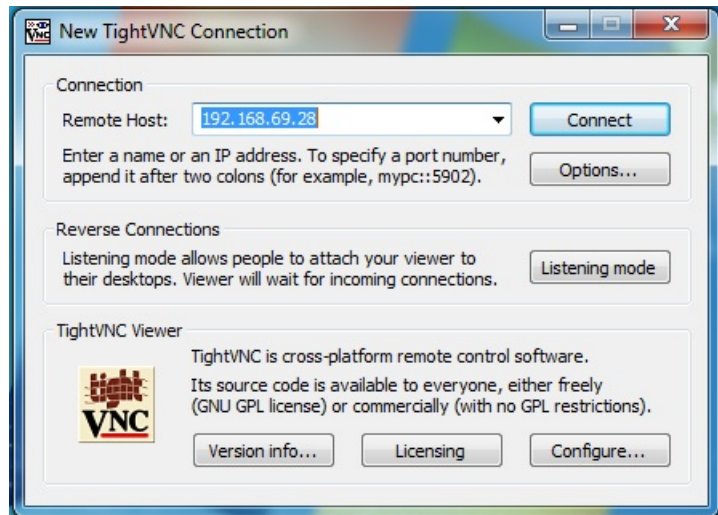 New TightVNC Connection
Connection
Remote Host:
192.168.69.28
Connect
Enter a name or an IP address. To specify a port number,
append it after two colons (for example, mypc::5902).
Options...
Reverse Connections
Listening mode allows people to attach your viewer to
their desktops. Viewer will wait for incoming connections.
Listening mode
TightVNC Viewer
tight
VNC
TightVNC is cross-platform remote control software.
Its source code is available to everyone, either freely
(GNU GPL license) or commercially (with no GPL restrictions).
Version info...
Licensing
Configure...